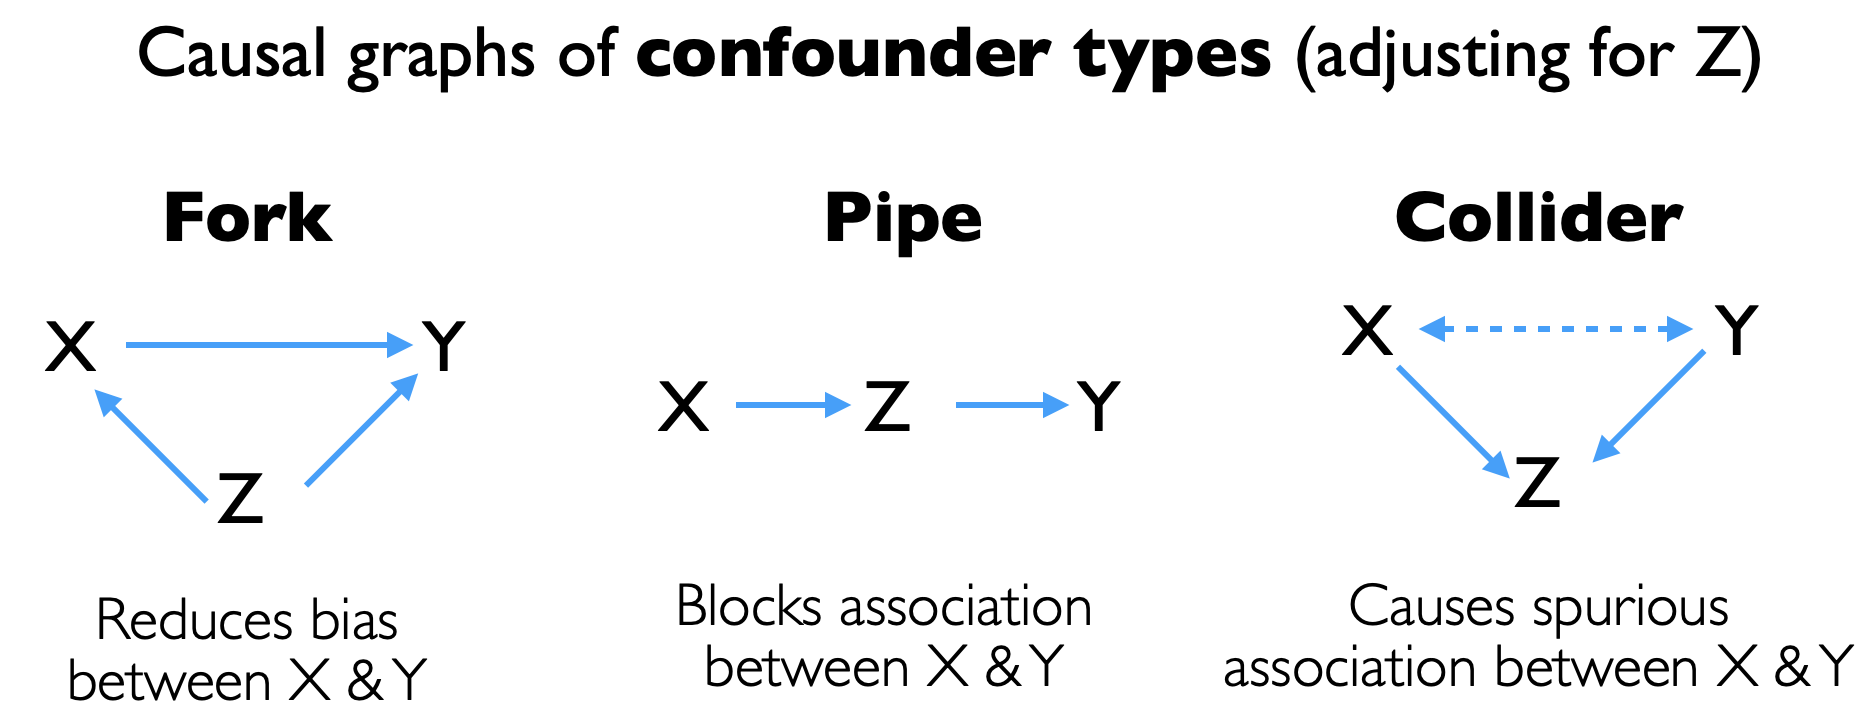 Causal graphs of confounder types (adjusting for Z)
Fork
X Y
Z
Reduces bias
between X & Y
Pipe
X Z Y
Blocks association
between X & Y
Collider
X Y
Z
Causes spurious
association between X & Y